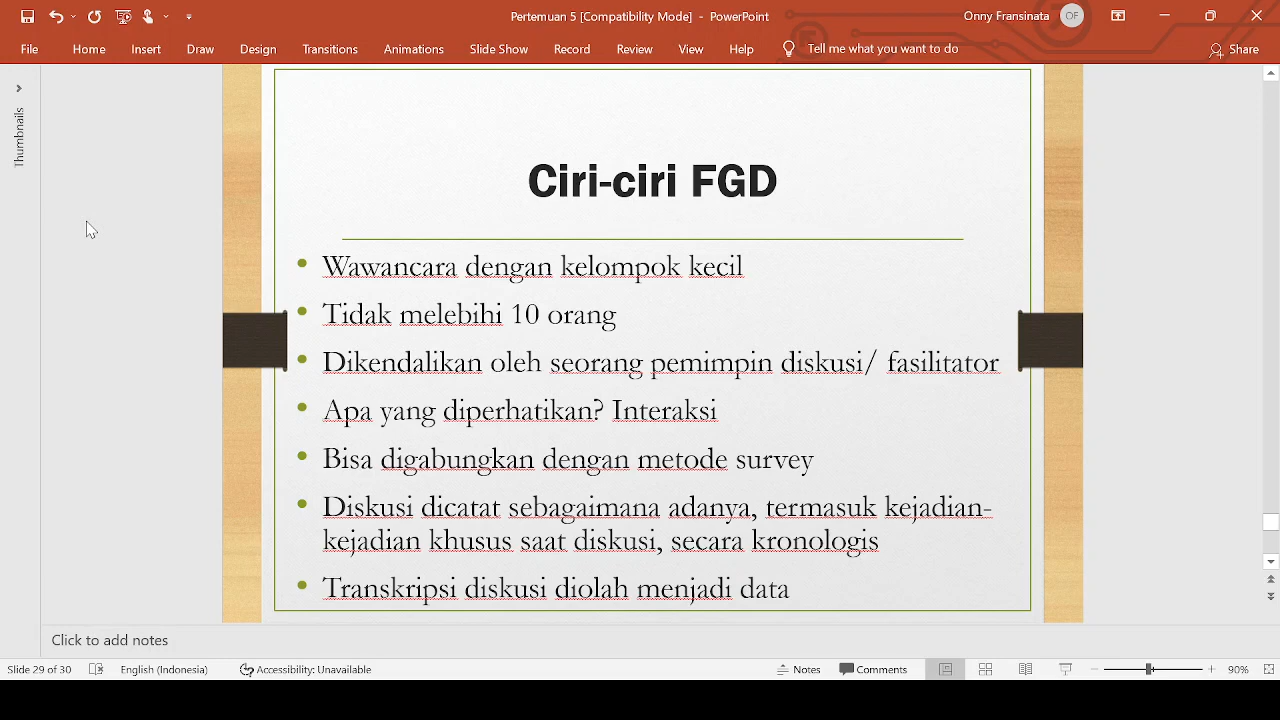 Pertemuan 5 [Compatibility Mode] - PowerPoint
Onny Fransinata
OF
File Home Insert Draw Design Transitions Animations Slide Show Record Review View Help Tell me what you want to do Share
Thumbnails
Ciri-ciri FGD
• Wawancara dengan kelompok kecil
• Tidak melebihi 10 orang
• Dikendalikan oleh seorang pemimpin diskusi/ fasilitator
• Apa yang diperhatikan? Interaksi
• Bisa digabungkan dengan metode survey
• Diskusi dicatat sebagaimana adanya, termasuk kejadian-
kejadian khusus saat diskusi, secara kronologis
• Transkripsi diskusi diolah menjadi data
Click to add notes
Slide 29 of 30 English (Indonesia) Accessibility: Unavailable Notes Comments 90%